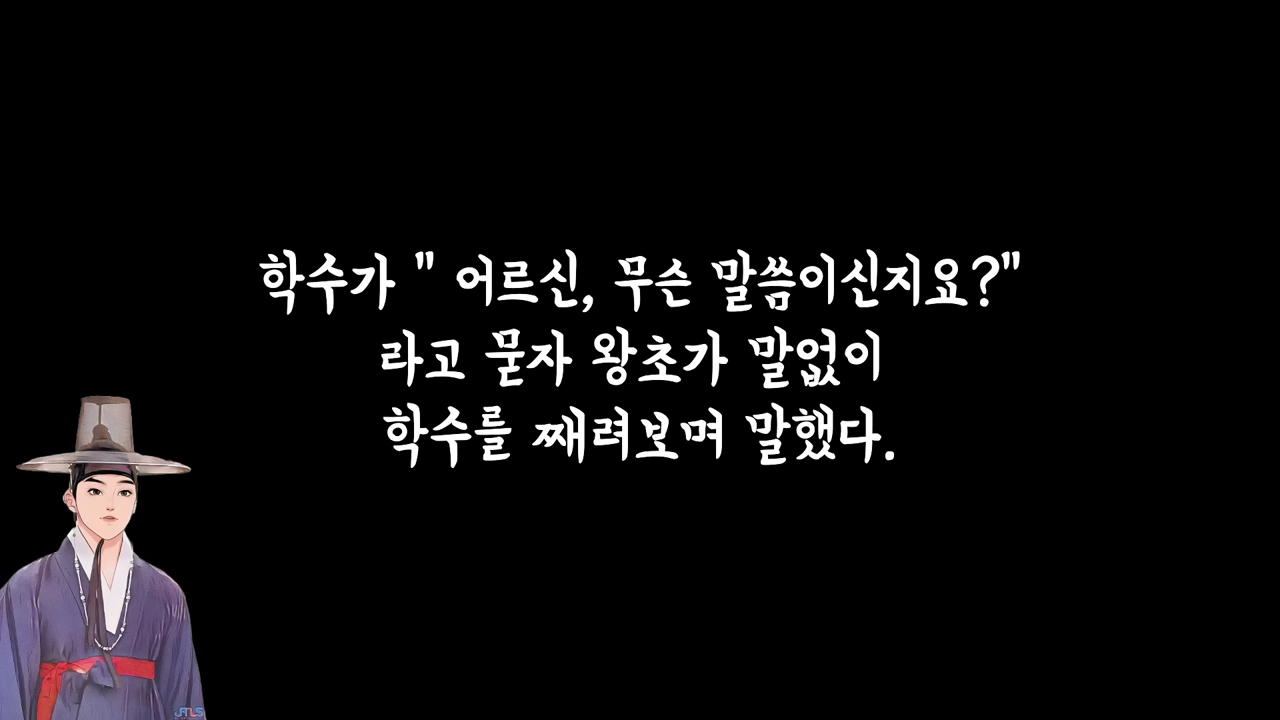 학수가 " 어르신, 무슨 말씀이신지요?"
라고 묻자 왕초가 말없이
학수를 째려보며 말했다.